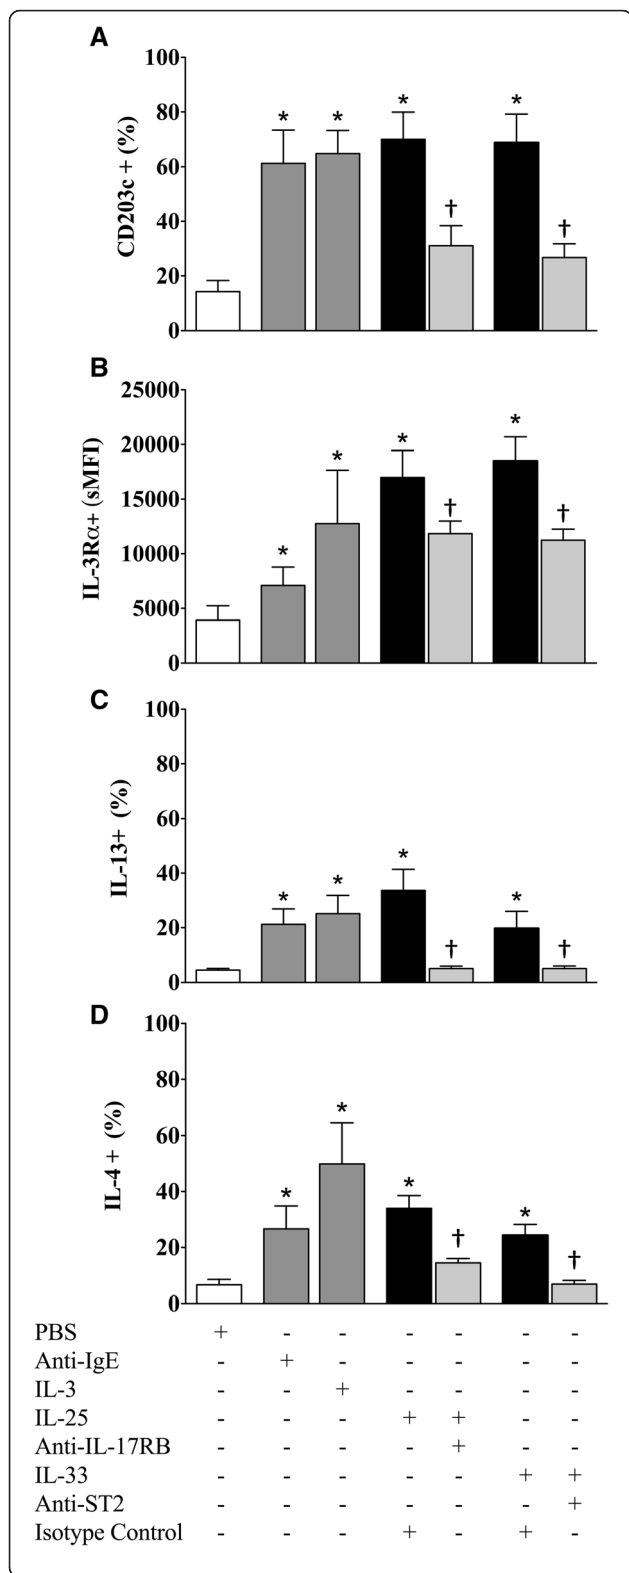 A
100
80
60
40
20
0
CD203c + (%)
* * * † * †
B
25000
20000
15000
10000
5000
0
IL-3Rα+ (sMFI)
* * * † * †
C
100
80
60
40
20
0
IL-13+ (%)
* * * † * †
D
100
80
60
40
20
0
IL-4 + (%)
* * * † * †
PBS + - - - - - -
Anti-IgE - + - - - - -
IL-3 - - + - - - -
IL-25 - - - + + - -
Anti-IL-17RB - - - - + - -
IL-33 - - - - - + +
Anti-ST2 - - - - - - +
Isotype Control - - - + - + -